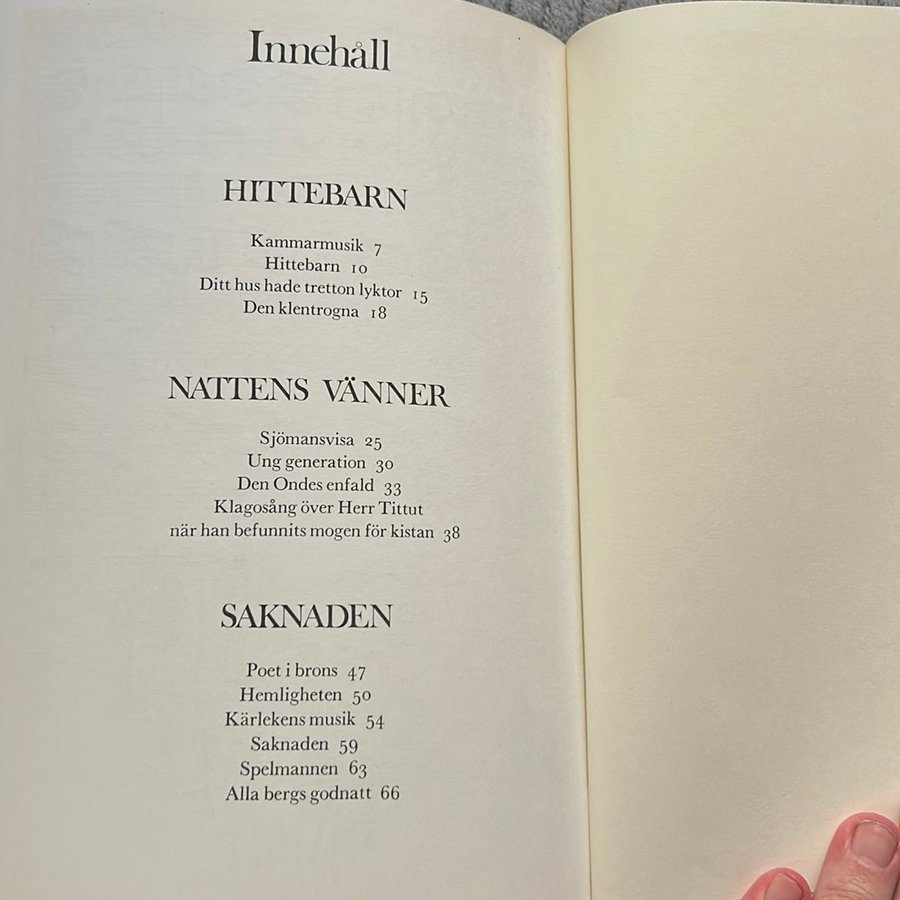 Innehåll
HITTEBARN
Kammarmusik 7
Hittebarn 10
Ditt hus hade tretton lyktor 15
Den klentrogna 18
NATTENS VÄNNER
Sjömansvisa 25
Ung generation 30
Den Ondes enfald 33
Klagosång över Herr Tittut
när han befunnits mogen för kistan 38
SAKNADEN
Poet i brons 47
Hemligheten 50
Kärlekens musik 54
Saknaden 59
Spelmannen 63
Alla bergs godnatt 66